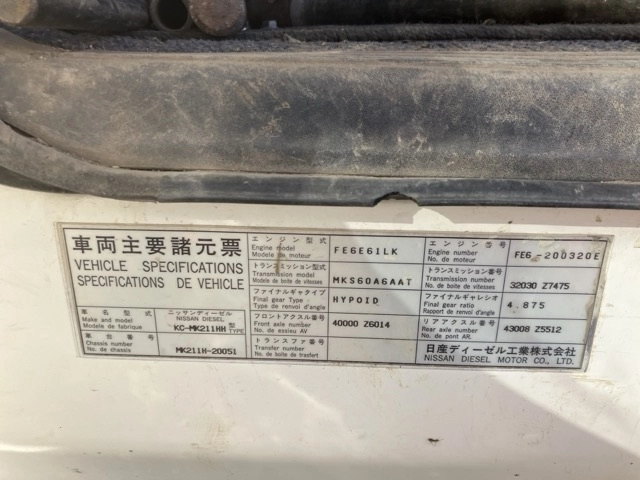 車両主要諸元票
VEHICLE SPECIFICATIONS
SPECIFICATIONS DE VEHICLE
車名型式
Make and model
Modèle de fabrique
ニッサンディーゼル
NISSAN DIESEL
KC-MK211HH 型 TYPE
車台番号
Chassis number
No. de chassis
MK211H-20051
エンジン型式
Engine model
Modèle de moteur
FE6E61LK
トランスミッション型式
Transmission model
Modèle de boite de vitesses
MKS60A6AAT
ファイナルギヤタイプ
Final gear Type
Type de renvoi d'angle
HYPOID
フロントアクスル番号
Front axle number
No. de essieu AV
40000 Z6014
トランスファ番号
Transfer number
No. de boite de trasfert
エンジン番号
Engine number
No. de moteur
FE6 200320E
トランスミッション番号
Transmission number
No. de boite de vitesses
32030 Z7475
ファイナルギヤレシオ
Final gear ratio
Rapport de renvoi d'angle
4.875
リアアクスル番号
Rear axle number
No. de pont AR.
43008 Z5512
日産ディーゼル工業株式会社
NISSAN DIESEL MOTOR CO., LTD.